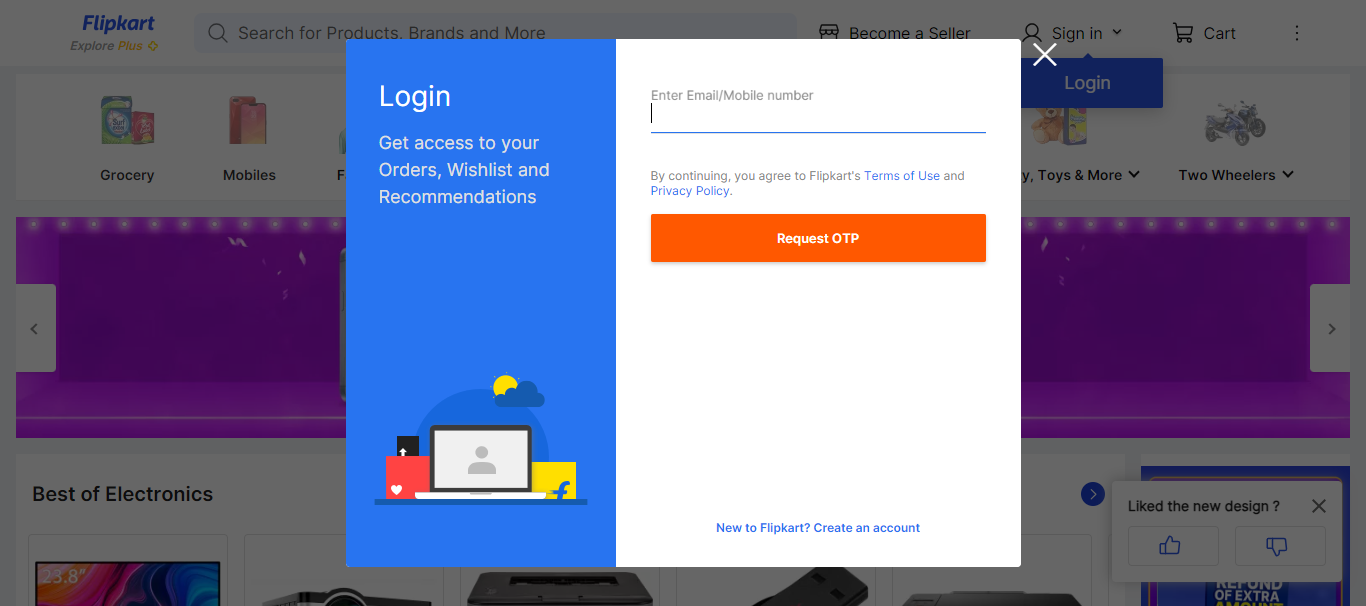 Flipkart
Explore Plus
Search for Products, Brands and More
Become a Seller
Sign in
Cart
Login
Grocery
Mobiles
F
y, Toys & More
Two Wheelers
Login
Get access to your
Orders, Wishlist and
Recommendations
Enter Email/Mobile number
By continuing, you agree to Flipkart's Terms of Use and
Privacy Policy.
Request OTP
New to Flipkart? Create an account
Best of Electronics
23.8"
Liked the new design ?
REFUND
OF EXTRA
AMOUNT